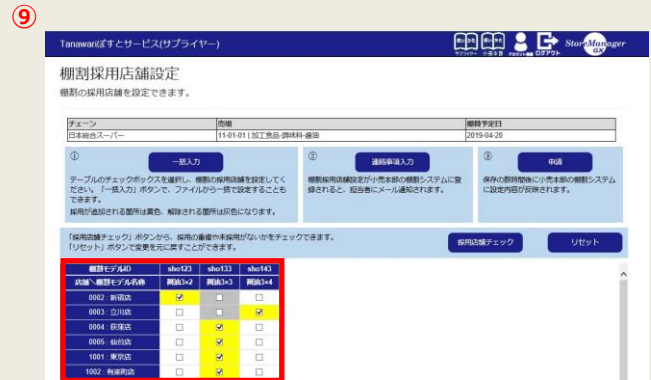 ⑨
Tanawariぽすとサービス(サプライヤー)
StoreManager
GX
棚割採用店舗設定
棚割の採用店舗を設定できます。
チェーン 売場 棚替予定日
日本総合スーパー 11-01-01 | 加工食品-調味料-醤油 2019-04-20
① 一括入力
テーブルのチェックボックスを選択し、棚割の採用店舗を設定してく
ださい。「一括入力」ボタンで、ファイルから一括で設定することも
できます。
採用が追加される箇所は黄色、解除される箇所は灰色になります。
② 連絡事項入力
棚割採用店舗設定が小売本部の棚割システムに登
録されると、担当者にメール通知されます。
③ 申請
保存の数時間後に小売本部の棚割システム
に設定内容が反映されます。
「採用店舗チェック」ボタンから、採用の重複や未採用がないかをチェックできます。
「リセット」ボタンで変更を元に戻すことができます。
採用店舗チェック リセット
棚割モデルID sho123 sho133 sho143
店舗＼棚割モデル名称 醤油3×2 醤油3×3 醤油3×4
0002 : 新宿店
0003 : 立川店
0004 : 荻窪店
0005 : 仙台店
1001 : 東京店
1002 : 有楽町店